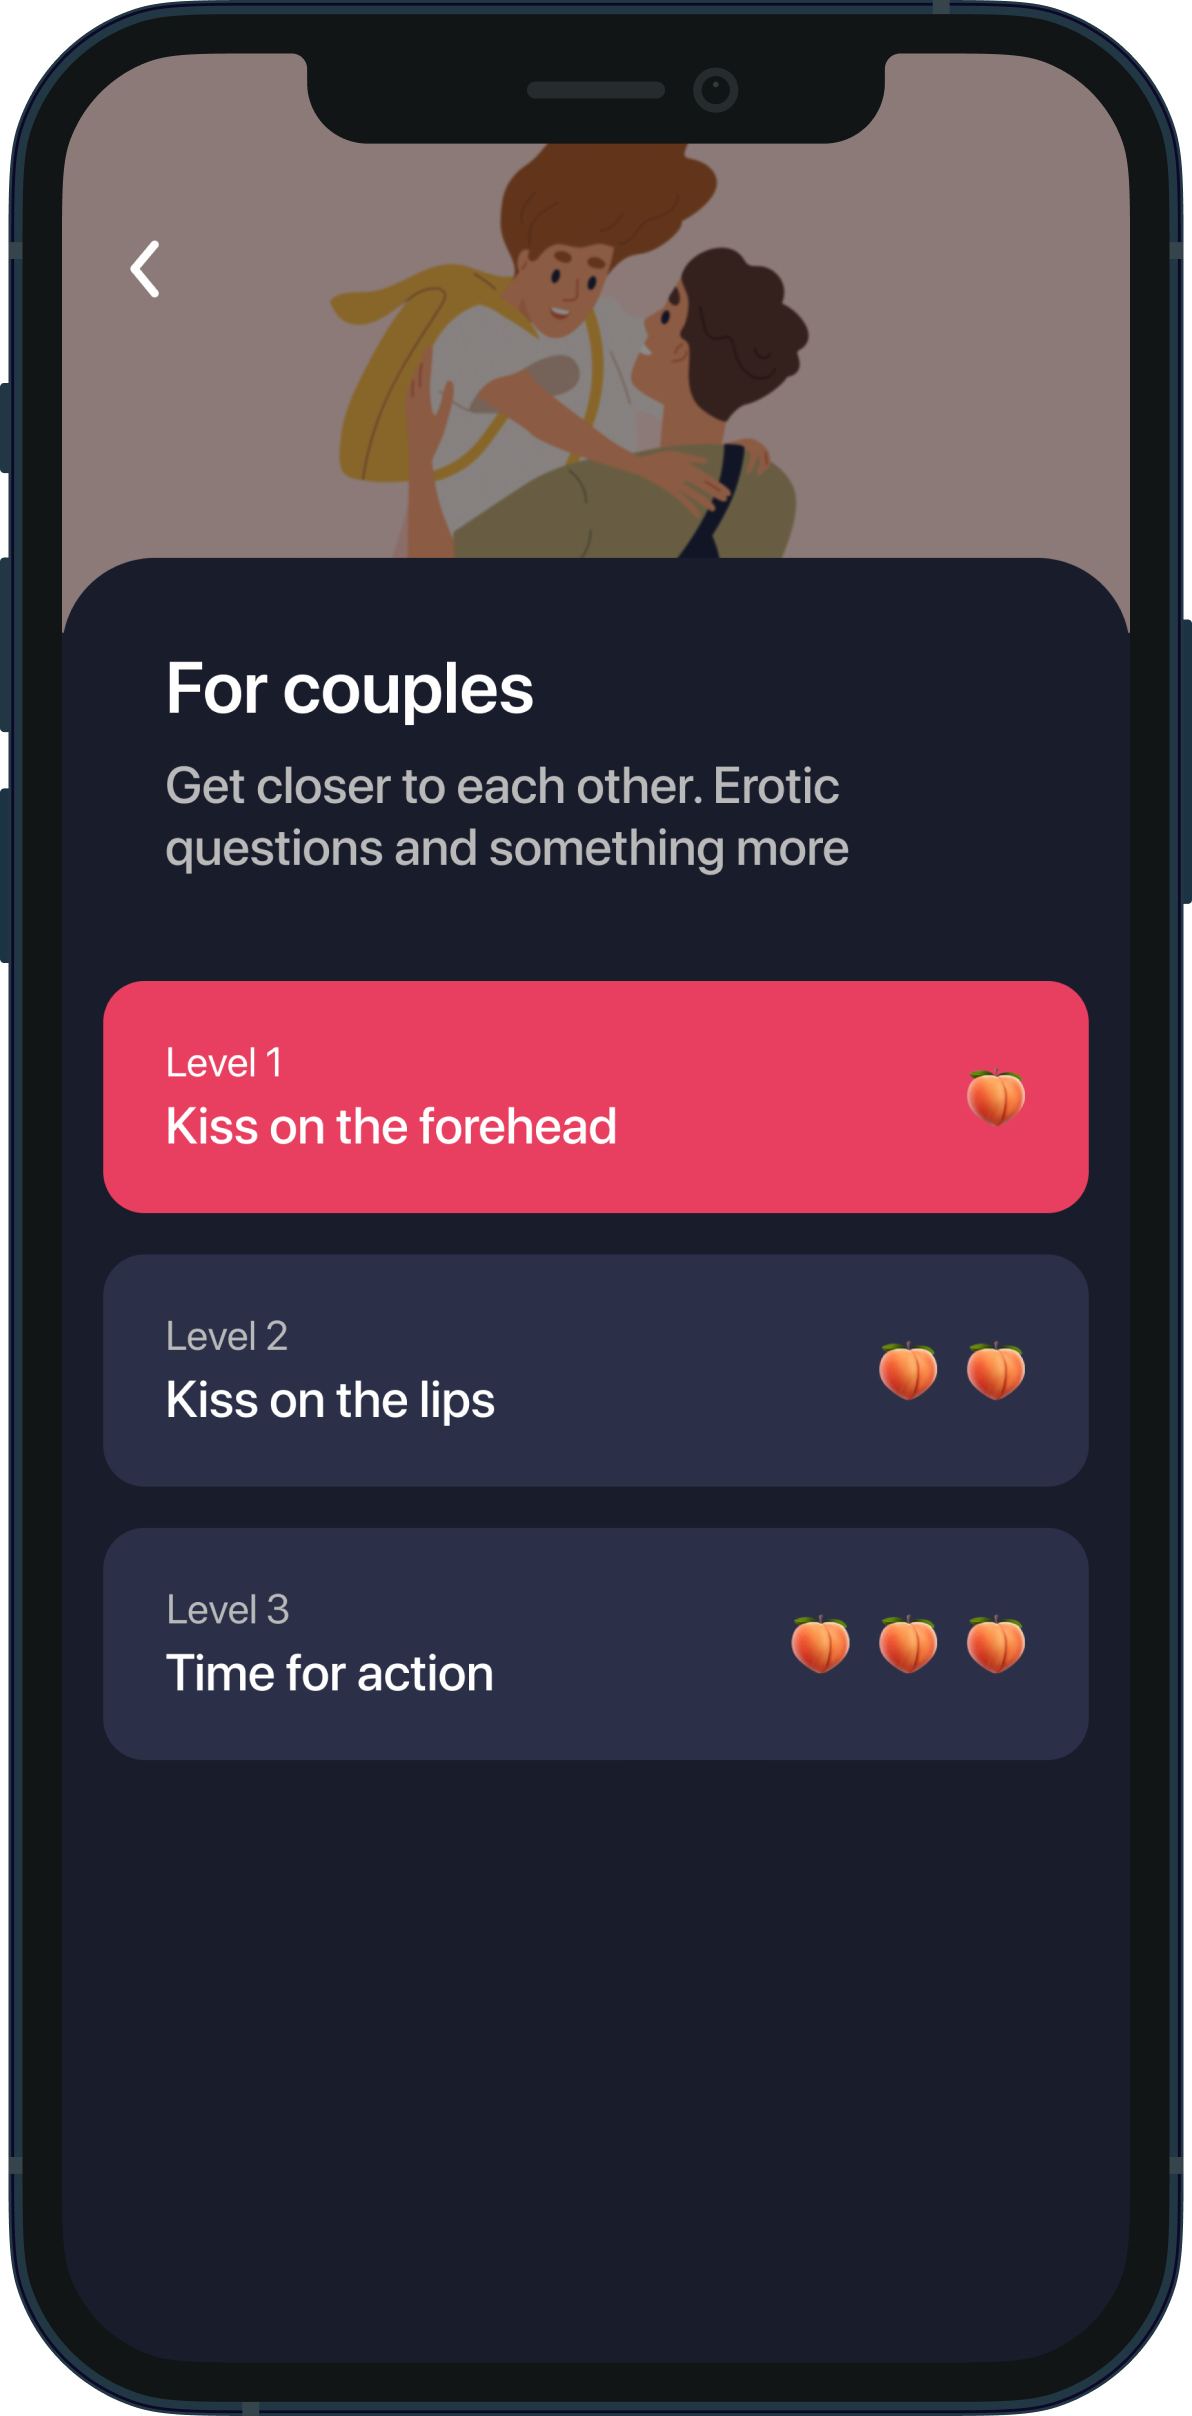 For couples
Get closer to each other. Erotic
questions and something more
Level 1
Kiss on the forehead
Level 2
Kiss on the lips
Level 3
Time for action